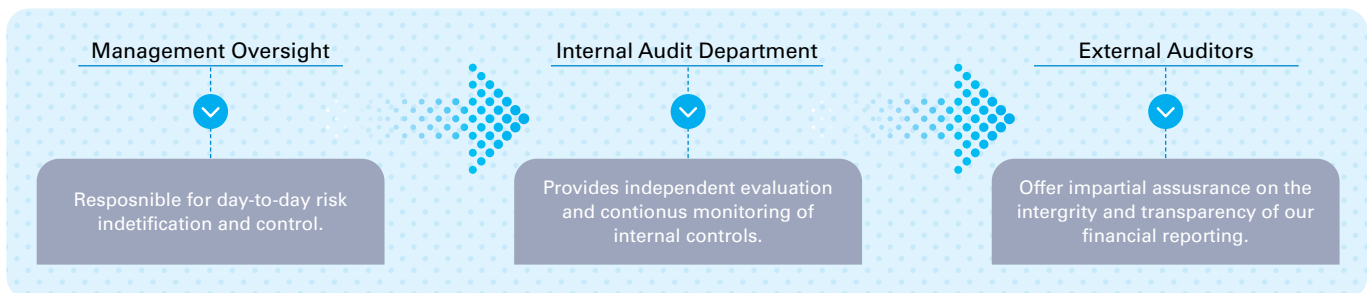 Management Oversight
Resposnible for day-to-day risk
indetification and control.
Internal Audit Department
Provides independent evaluation
and contionus monitoring of
internal controls.
External Auditors
Offer impartial assusrance on the
intergrity and transparency of our
financial reporting.